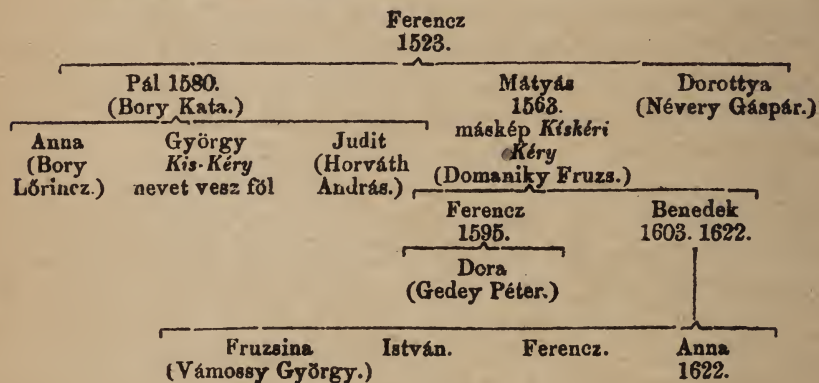 Ferencz
1523.
Pál 1580. Mátyás Dorottya
(Bory Kata.) 1563. (Névery Gáspár.)
máskép Kiskéri
Anna György Judit Kéry
(Bory Kis-Kéry (Horváth (Domaniky Fruzs.)
Lőrincz.) nevet vesz föl András.)
Ferencz Benedek
1595. 1603. 1622.
Dora
(Gedey Péter.)
Fruzsina István. Ferencz. Anna
(Vámossy György.) 1622.